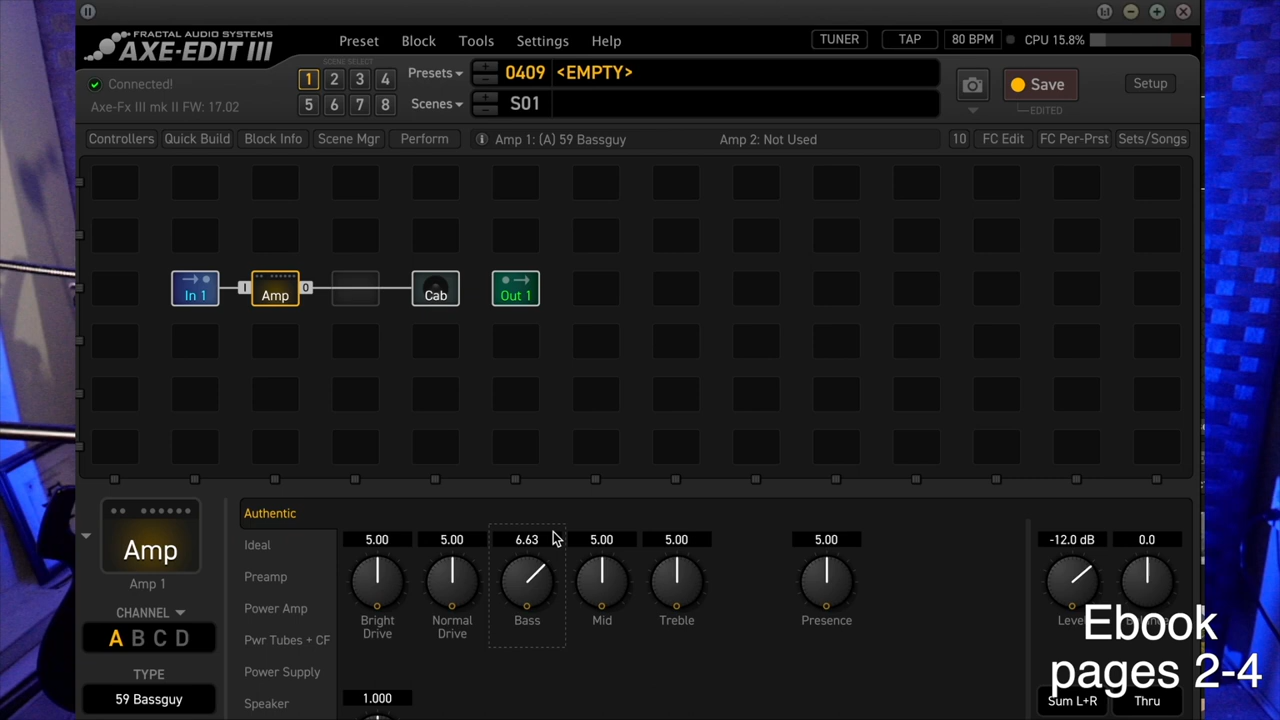 FRACTAL AUDIO SYSTEMS
AXE-EDIT III
Preset Block Tools Settings Help
TUNER TAP 80 BPM CPU 15.8%
Connected!
Axe-Fx III mk II FW: 17.02
SCENE SELECT
1 2 3 4
5 6 7 8
Presets 0409 <EMPTY>
Scenes S01
Save
EDITED
Setup
Controllers Quick Build Block Info Scene Mgr Perform Amp 1: (A) 59 Bassguy Amp 2: Not Used 10 FC Edit FC Per-Prst Sets/Songs
In 1 I Amp O Cab Out 1
Amp
Amp 1
CHANNEL
A B C D
TYPE
59 Bassguy
Authentic
Ideal
Preamp
Power Amp
Pwr Tubes + CF
Power Supply
Speaker
5.00 5.00 6.63 5.00 5.00 5.00 -12.0 dB 0.0
Bright Drive
Normal Drive
Bass Mid Treble Presence Level Balance
1.000
Sum L+R Thru
Ebook
pages 2-4